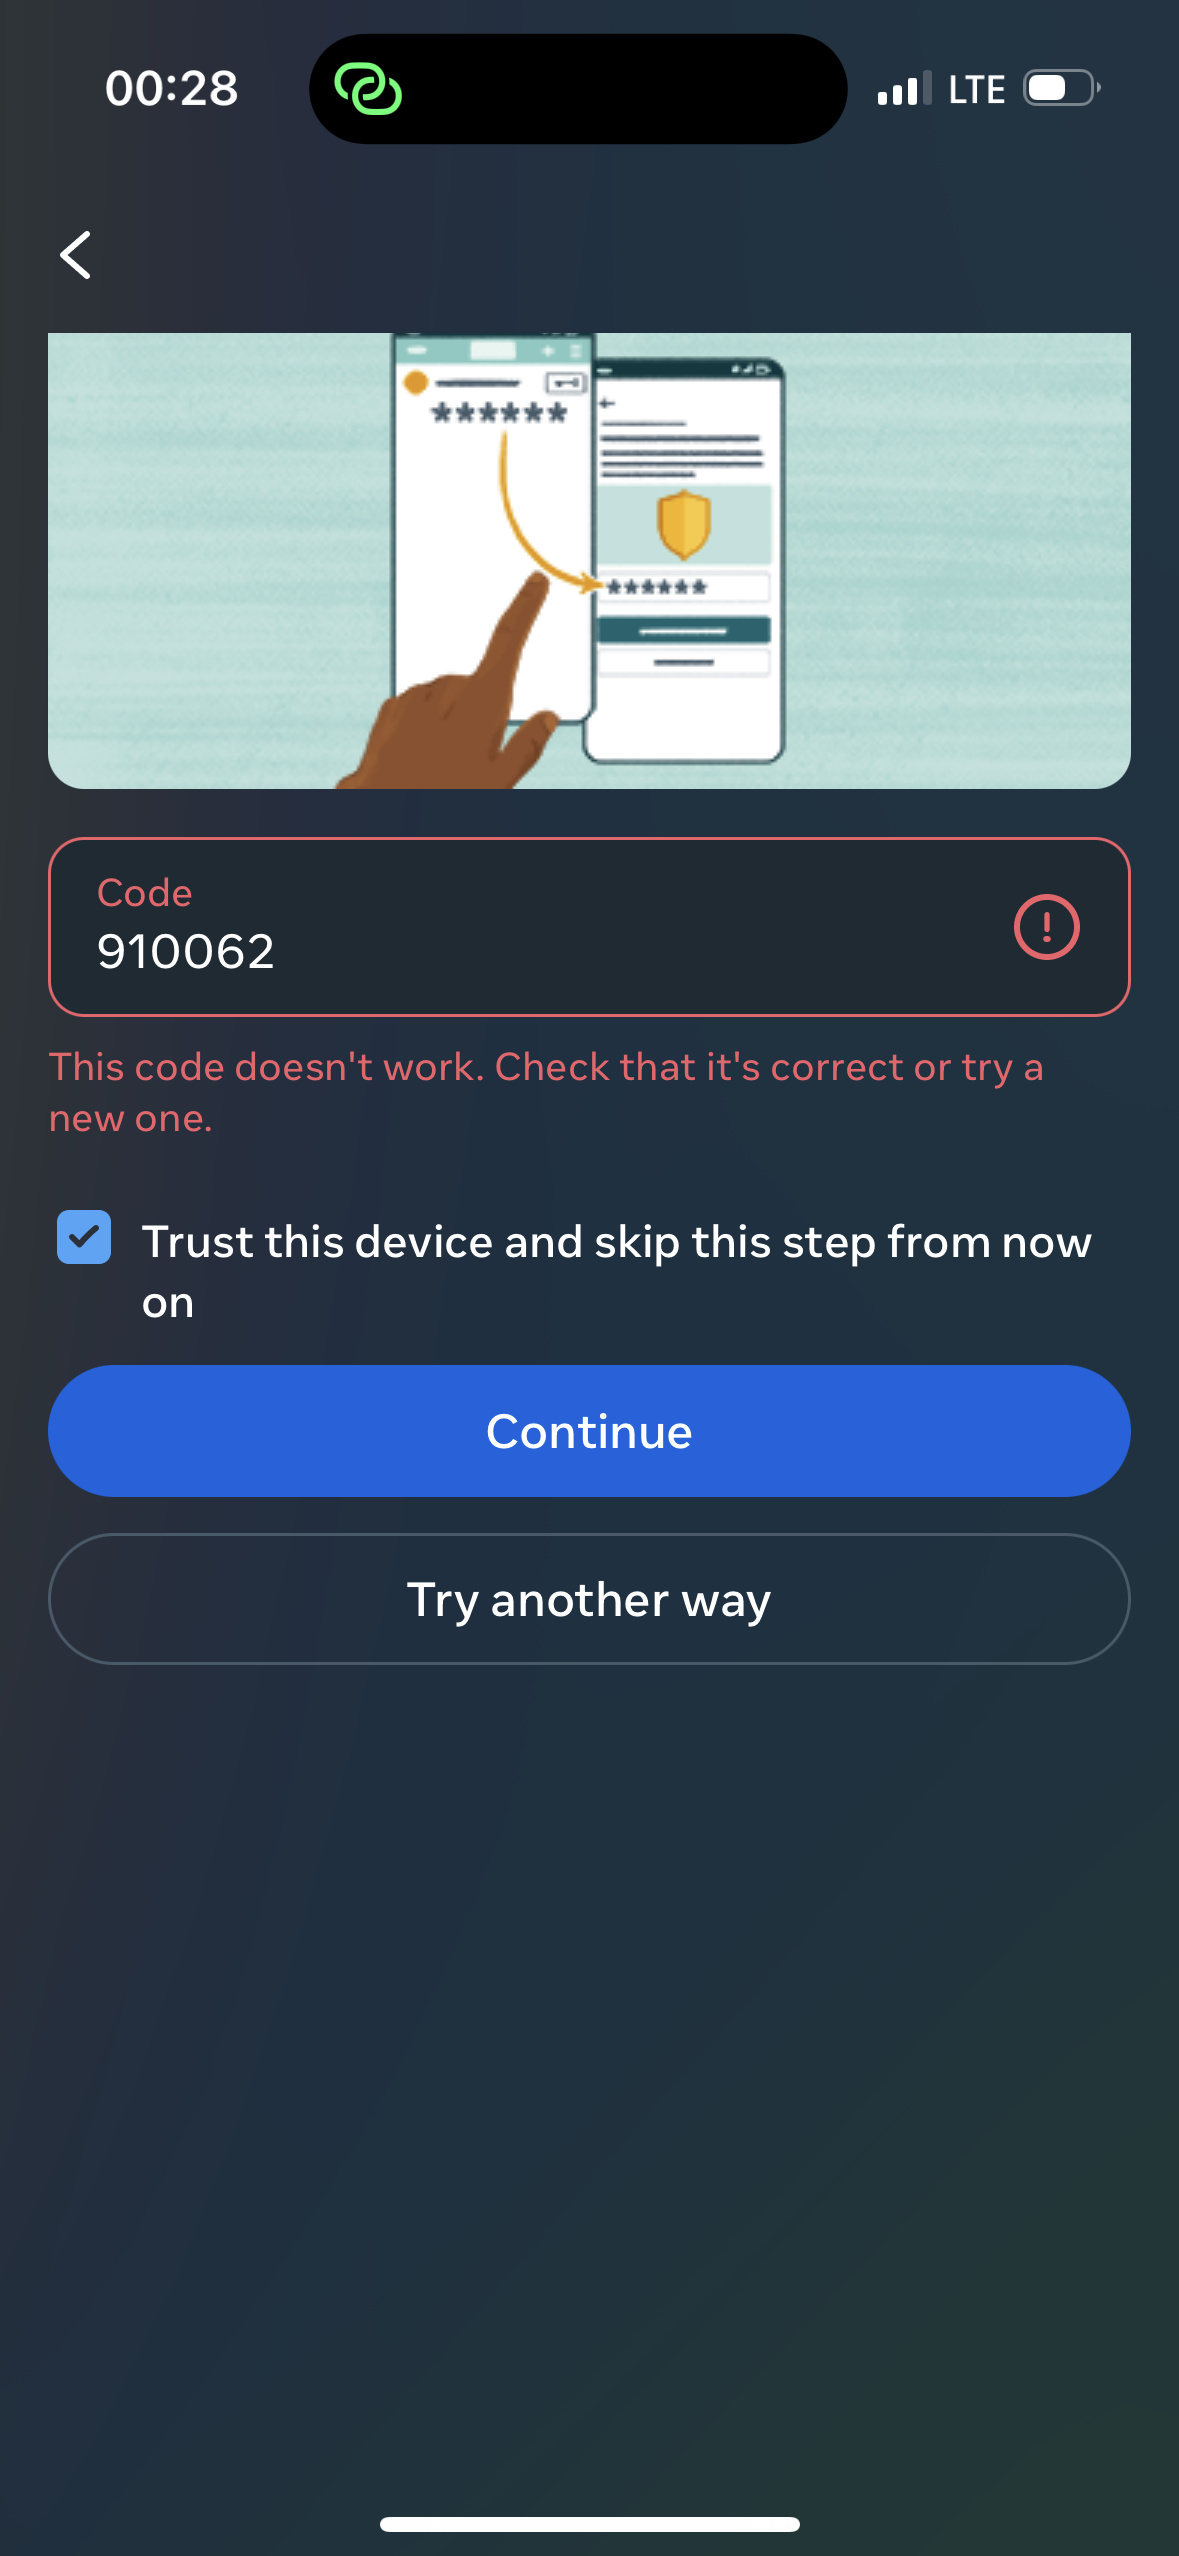 00:28
LTE
******
******
Code
910062
This code doesn't work. Check that it's correct or try a
new one.
Trust this device and skip this step from now
on
Continue
Try another way